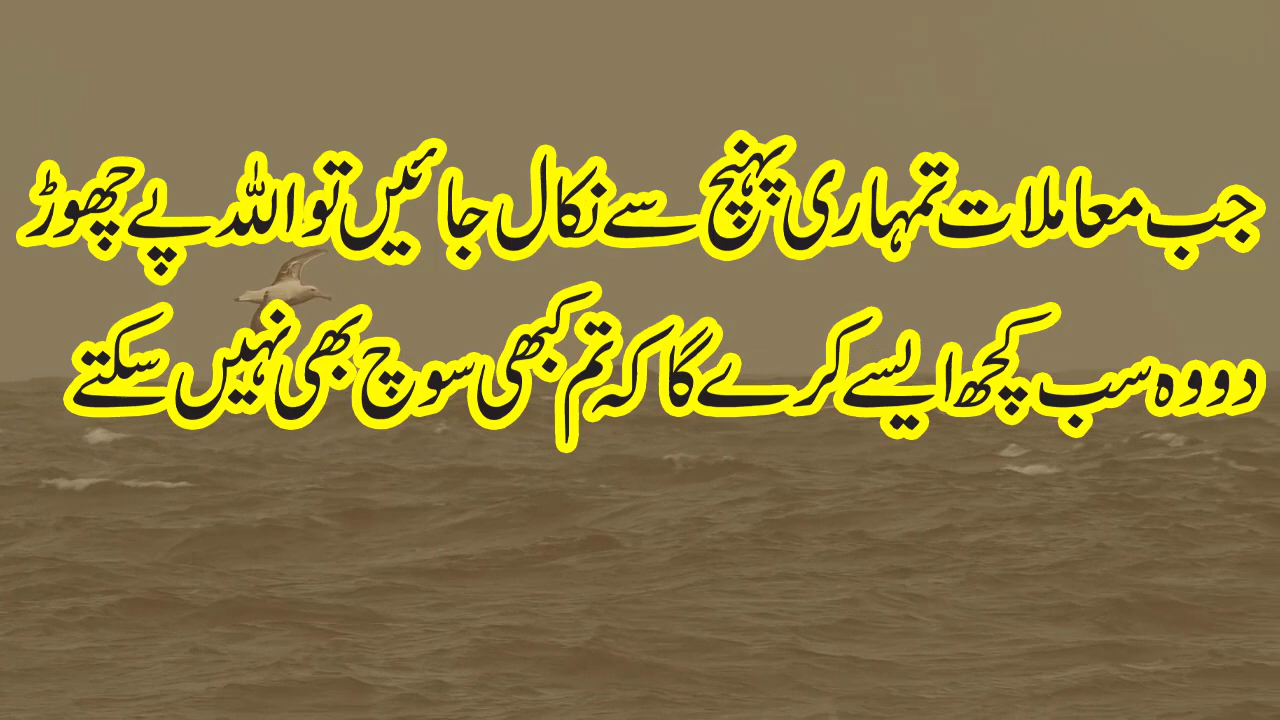 جب معاملات تمہاری پہنچ سے نکال جائیں تو اللہ پے چھوڑ
دو وہ سب کچھ ایسے کرے گا کہ تم کبھی سوچ بھی نہیں سکتے